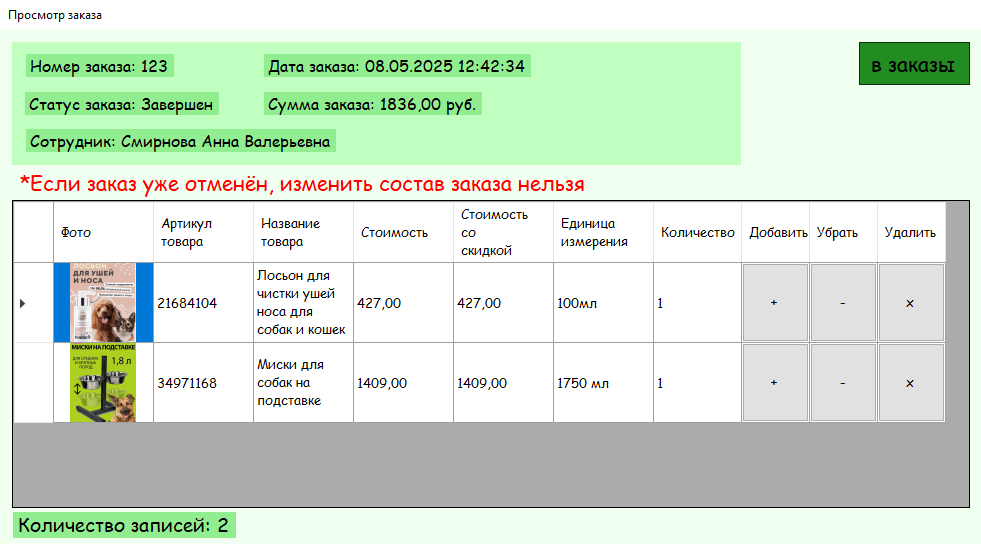 Просмотр заказа
Номер заказа: 123
Дата заказа: 08.05.2025 12:42:34
в заказы
Статус заказа: Завершен
Сумма заказа: 1836,00 руб.
Сотрудник: Смирнова Анна Валерьевна
*Если заказ уже отменён, изменить состав заказа нельзя
Фото
Артикул
товара
Название
товара
Стоимость
Стоимость
со
скидкой
Единица
измерения
Количество
Добавить
Убрать
Удалить
ЛОСЬОН
ДЛЯ УШЕЙ
И НОСА
21684104
Лосьон для
чистки ушей
носа для
собак и кошек
427,00
427,00
100мл
1
+
-
x
МИСКИ НА ПОДСТАВКЕ
ДЛЯ СРЕДНИХ
И КРУПНЫХ
ПОРОД
1,8 л
34971168
Миски для
собак на
подставке
1409,00
1409,00
1750 мл
1
+
-
x
Количество записей: 2